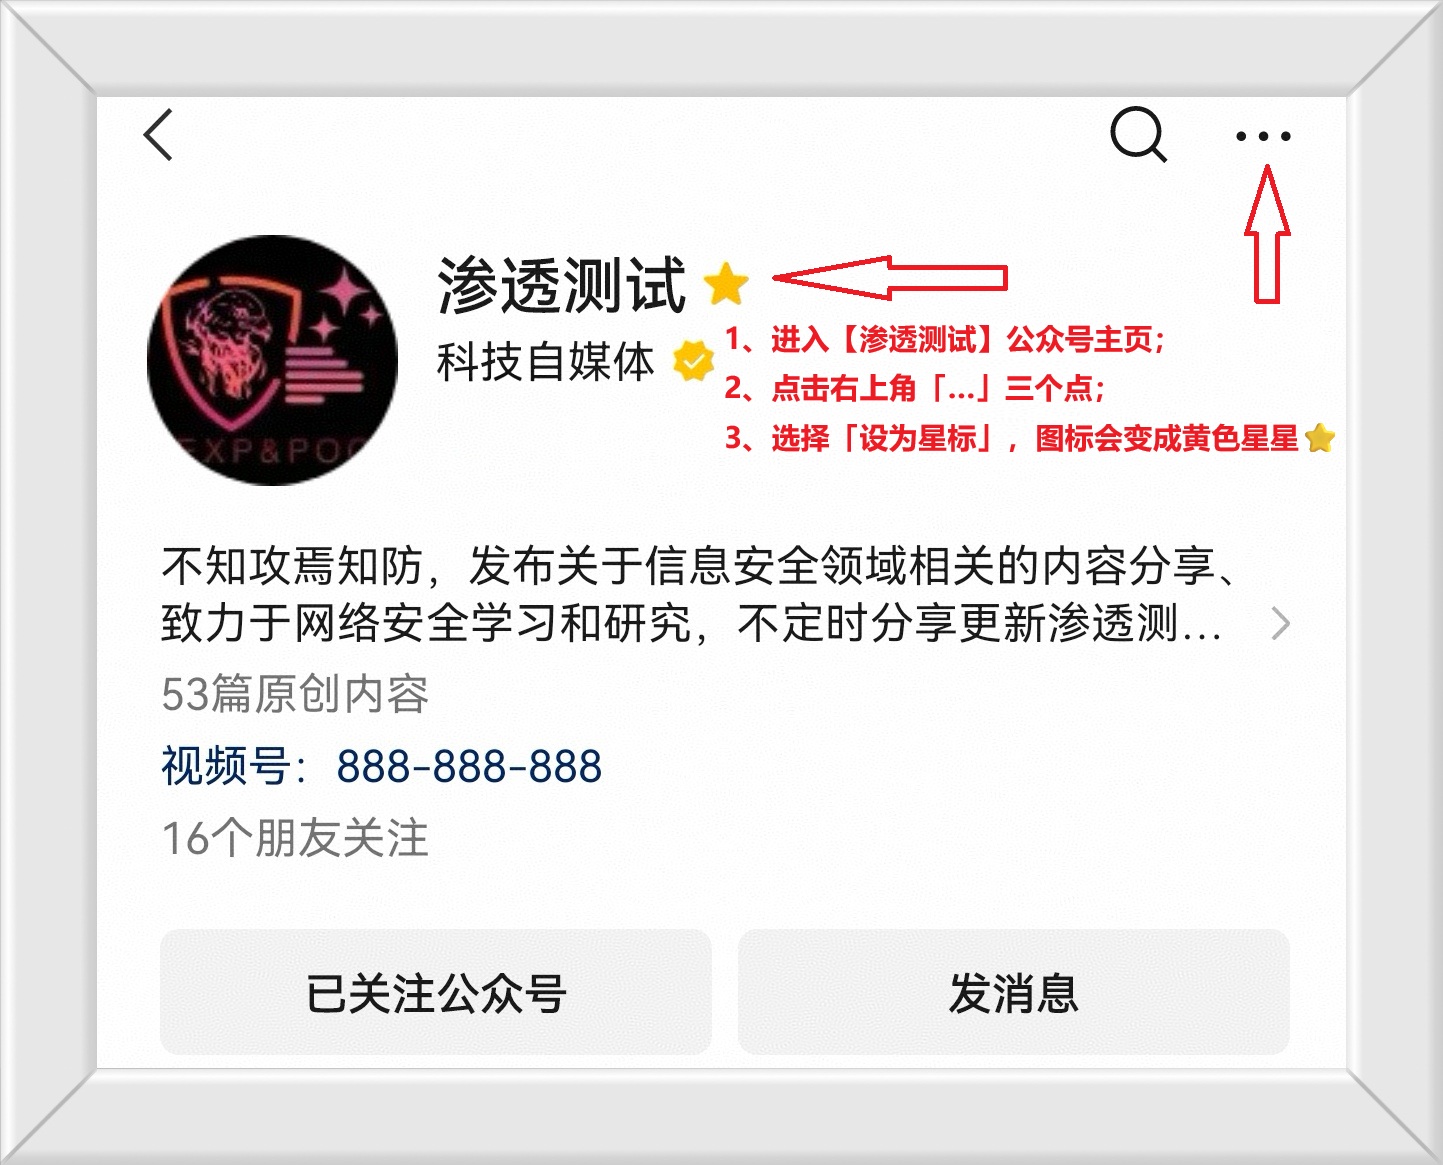 渗透测试
科技自媒体
1、进入【渗透测试】公众号主页；
2、点击右上角「...」三个点；
3、选择「设为星标」，图标会变成黄色星星
EXP&POC
不知攻焉知防，发布关于信息安全领域相关的内容分享、
致力于网络安全学习和研究，不定时分享更新渗透测...
53篇原创内容
视频号：888-888-888
16个朋友关注
已关注公众号
发消息